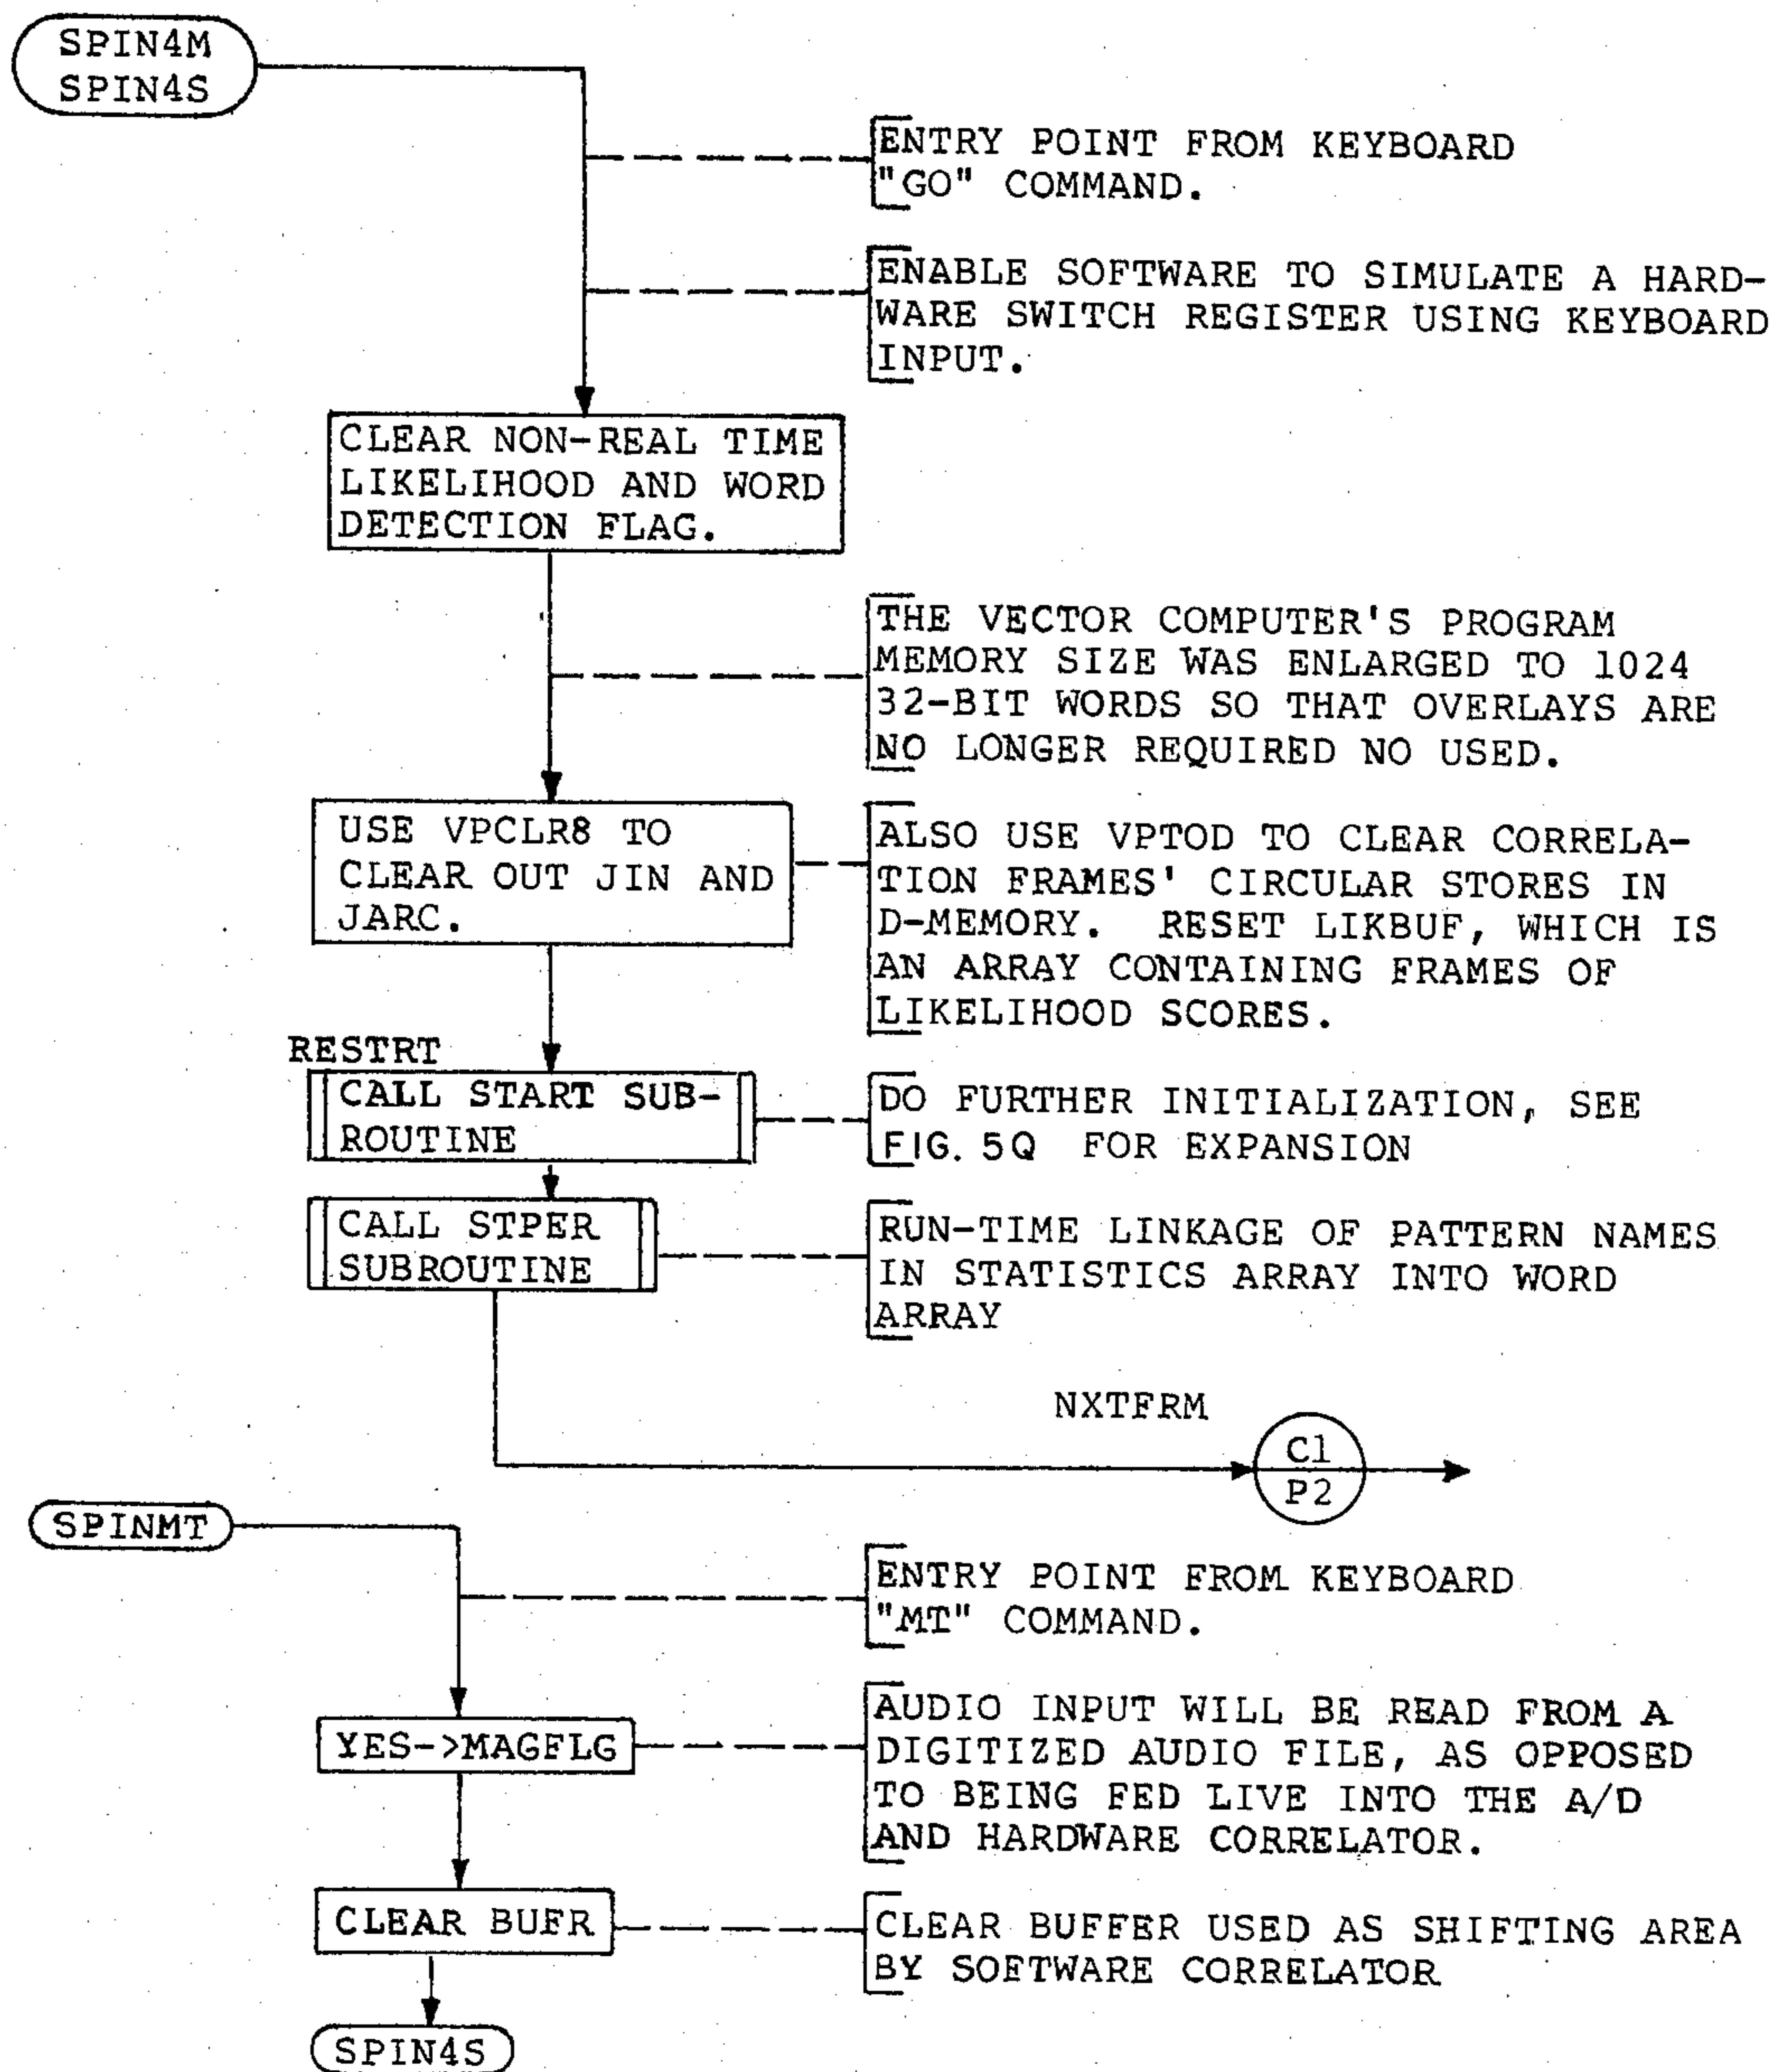 SPIN4M
SPIN4S
ENTRY POINT FROM KEYBOARD
"GO" COMMAND.
ENABLE SOFTWARE TO SIMULATE A HARD-
WARE SWITCH REGISTER USING KEYBOARD
INPUT.
CLEAR NON-REAL TIME
LIKELIHOOD AND WORD
DETECTION FLAG.
THE VECTOR COMPUTER'S PROGRAM
MEMORY SIZE WAS ENLARGED TO 1024
32-BIT WORDS SO THAT OVERLAYS ARE
NO LONGER REQUIRED NO USED.
USE VPCLR8 TO
CLEAR OUT JIN AND
JARC.
ALSO USE VPTOD TO CLEAR CORRELA-
TION FRAMES' CIRCULAR STORES IN
D-MEMORY. RESET LIKBUF, WHICH IS
AN ARRAY CONTAINING FRAMES OF
LIKELIHOOD SCORES.
RESTRT
CALL START SUB-
ROUTINE
DO FURTHER INITIALIZATION, SEE
FIG. 5Q FOR EXPANSION
CALL STPER
SUBROUTINE
RUN-TIME LINKAGE OF PATTERN NAMES
IN STATISTICS ARRAY INTO WORD
ARRAY
NXTFRM
C1
P2
SPINMT
ENTRY POINT FROM KEYBOARD
"MT" COMMAND.
YES->MAGFLG
AUDIO INPUT WILL BE READ FROM A
DIGITIZED AUDIO FILE, AS OPPOSED
TO BEING FED LIVE INTO THE A/D
AND HARDWARE CORRELATOR.
CLEAR BUFR
CLEAR BUFFER USED AS SHIFTING AREA
BY SOFTWARE CORRELATOR
SPIN4S